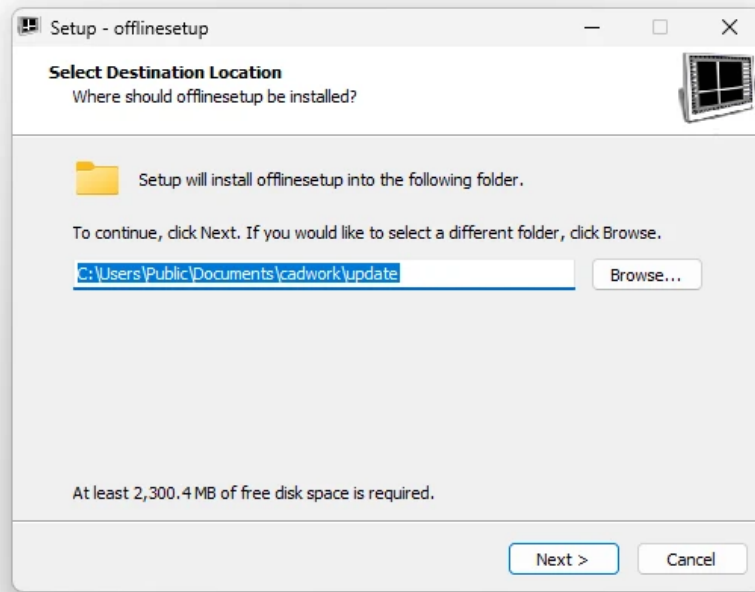 Setup - offlinesetup
Select Destination Location
Where should offlinesetup be installed?
Setup will install offlinesetup into the following folder.
To continue, click Next. If you would like to select a different folder, click Browse.
C:\Users\Public\Documents\cadwork\update
Browse...
At least 2,300.4 MB of free disk space is required.
Next >
Cancel